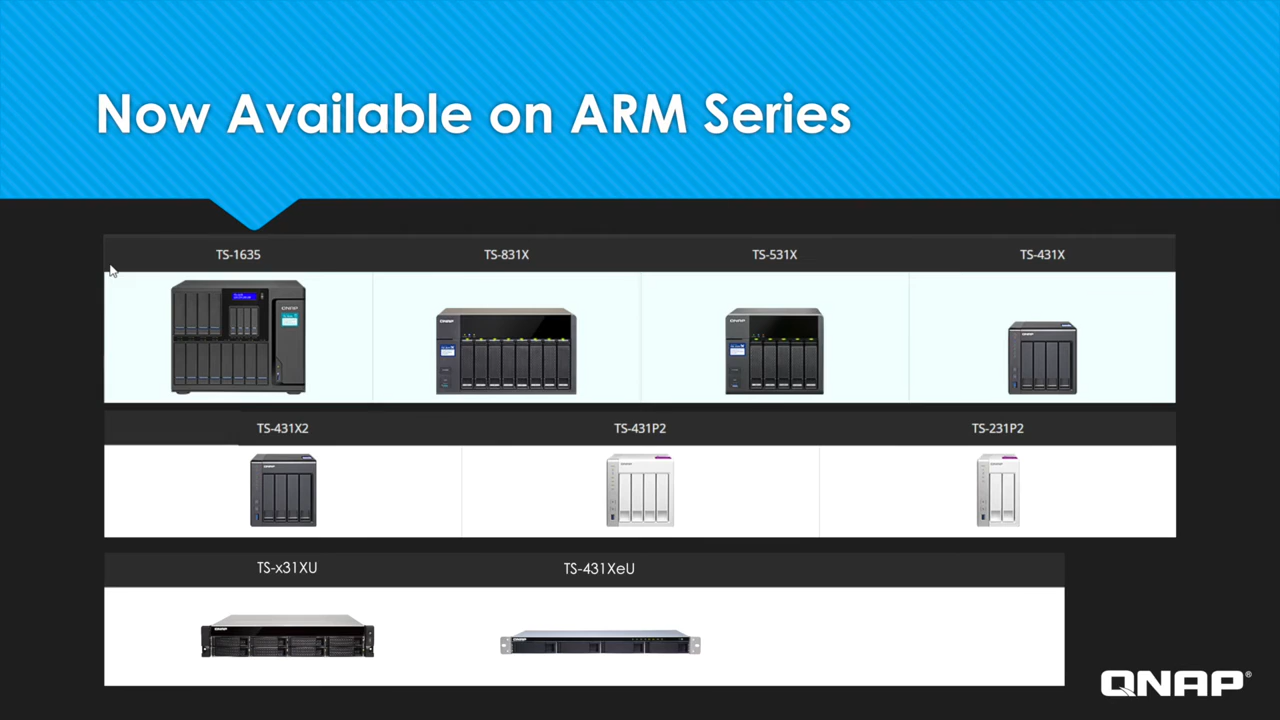 Now Available on ARM Series
TS-1635 TS-831X TS-531X TS-431X
TS-431X2 TS-431P2 TS-231P2
TS-x31XU TS-431XeU
QNAP®